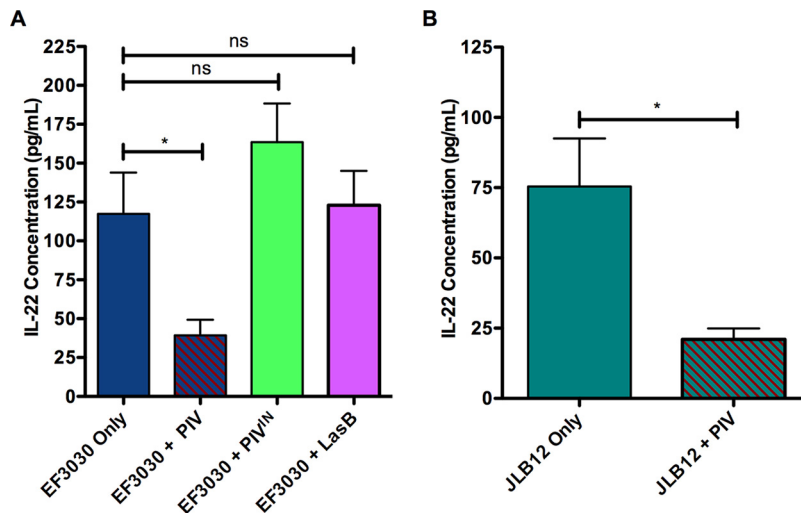 A
IL-22 Concentration (pg/mL)
225
200
175
150
125
100
75
50
25
0
ns
ns
*
EF3030 Only
EF3030 + PIV
EF3030 + PIV^IN
EF3030 + LasB
B
IL-22 Concentration (pg/mL)
125
100
75
50
25
0
*
JLB12 Only
JLB12 + PIV